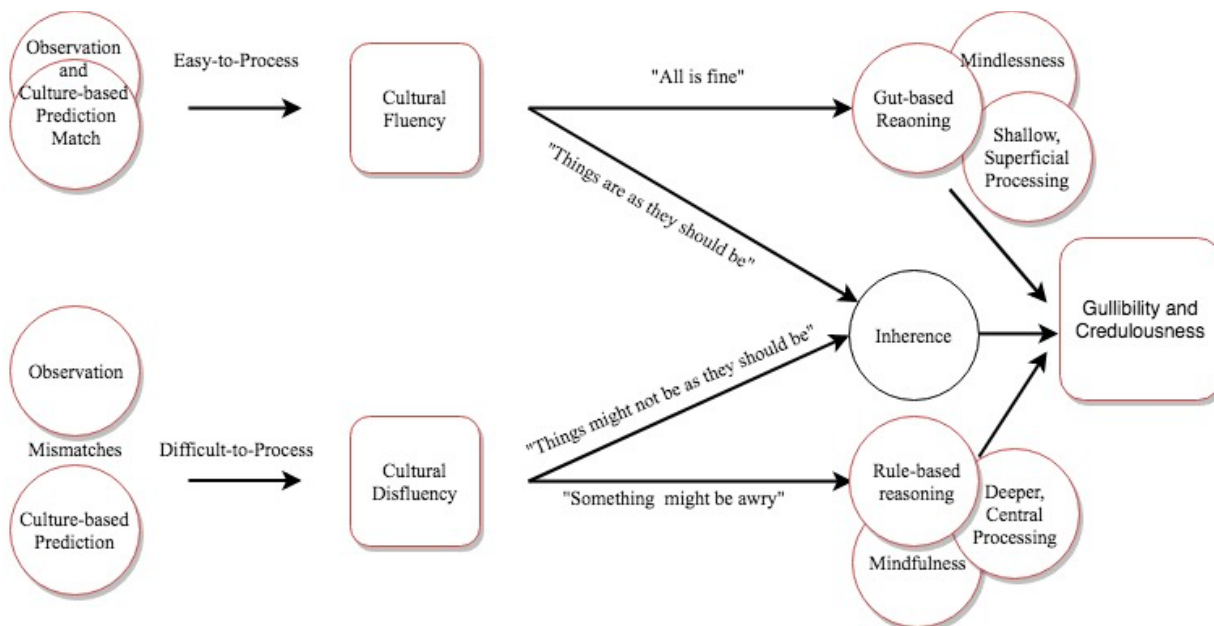 Observation
and
Culture-based
Prediction
Match
Easy-to-Process
Cultural
Fluency
"All is fine"
"Things are as they should be"
Mindlessness
Gut-based
Reaoning
Shallow,
Superficial
Processing
Observation
Mismatches
Culture-based
Prediction
Difficult-to-Process
Cultural
Disfluency
"Things might not be as they should be"
"Something might be awry"
Inherence
Rule-based
reasoning
Deeper,
Central
Processing
Mindfulness
Gullibility and
Credulousness